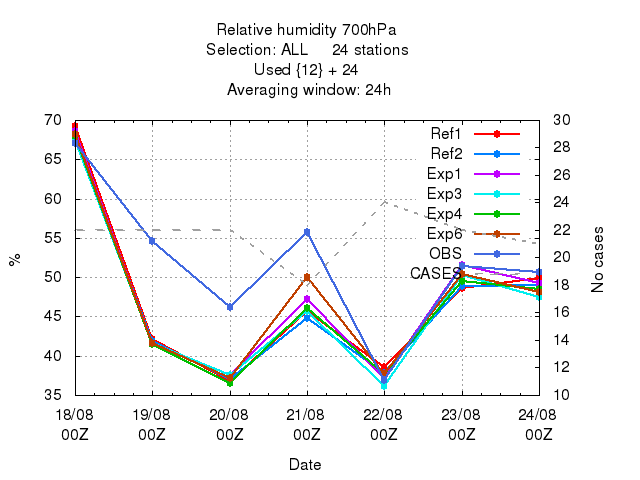 Relative humidity 700hPa
Selection: ALL 24 stations
Used {12} + 24
Averaging window: 24h
70
65
60
55
50
45
40
35
%
30
28
26
24
22
20
18
16
14
12
10
No cases
Ref1
Ref2
Exp1
Exp3
Exp4
Exp6
OBS
CASES
18/08 19/08 20/08 21/08 22/08 23/08 24/08
00Z 00Z 00Z 00Z 00Z 00Z 00Z
Date